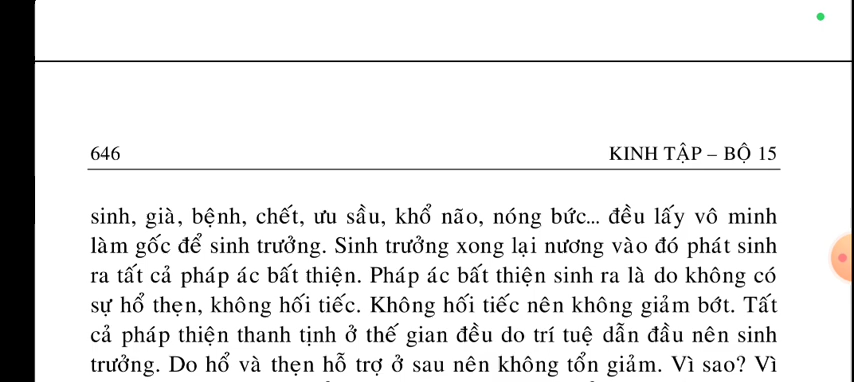 646 KINH TẬP – BỘ 15
sinh, già, bệnh, chết, ưu sầu, khổ não, nóng bức... đều lấy vô minh
làm gốc để sinh trưởng. Sinh trưởng xong lại nương vào đó phát sinh
ra tất cả pháp ác bất thiện. Pháp ác bất thiện sinh ra là do không có
sự hổ thẹn, không hối tiếc. Không hối tiếc nên không giảm bớt. Tất
cả pháp thiện thanh tịnh ở thế gian đều do trí tuệ dẫn đầu nên sinh
trưởng. Do hổ và thẹn hỗ trợ ở sau nên không tổn giảm. Vì sao? Vì